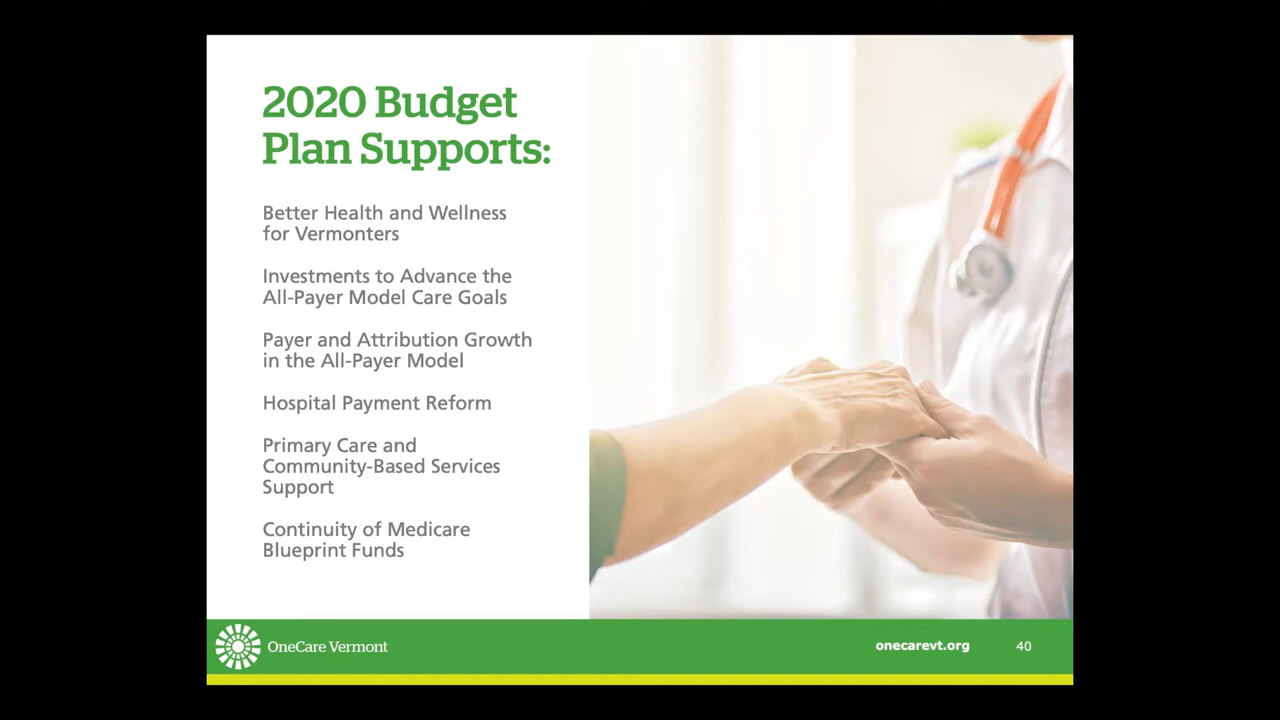 2020 Budget
Plan Supports:
Better Health and Wellness
for Vermonters
Investments to Advance the
All-Payer Model Care Goals
Payer and Attribution Growth
in the All-Payer Model
Hospital Payment Reform
Primary Care and
Community-Based Services
Support
Continuity of Medicare
Blueprint Funds
OneCare Vermont
onecarevt.org
40